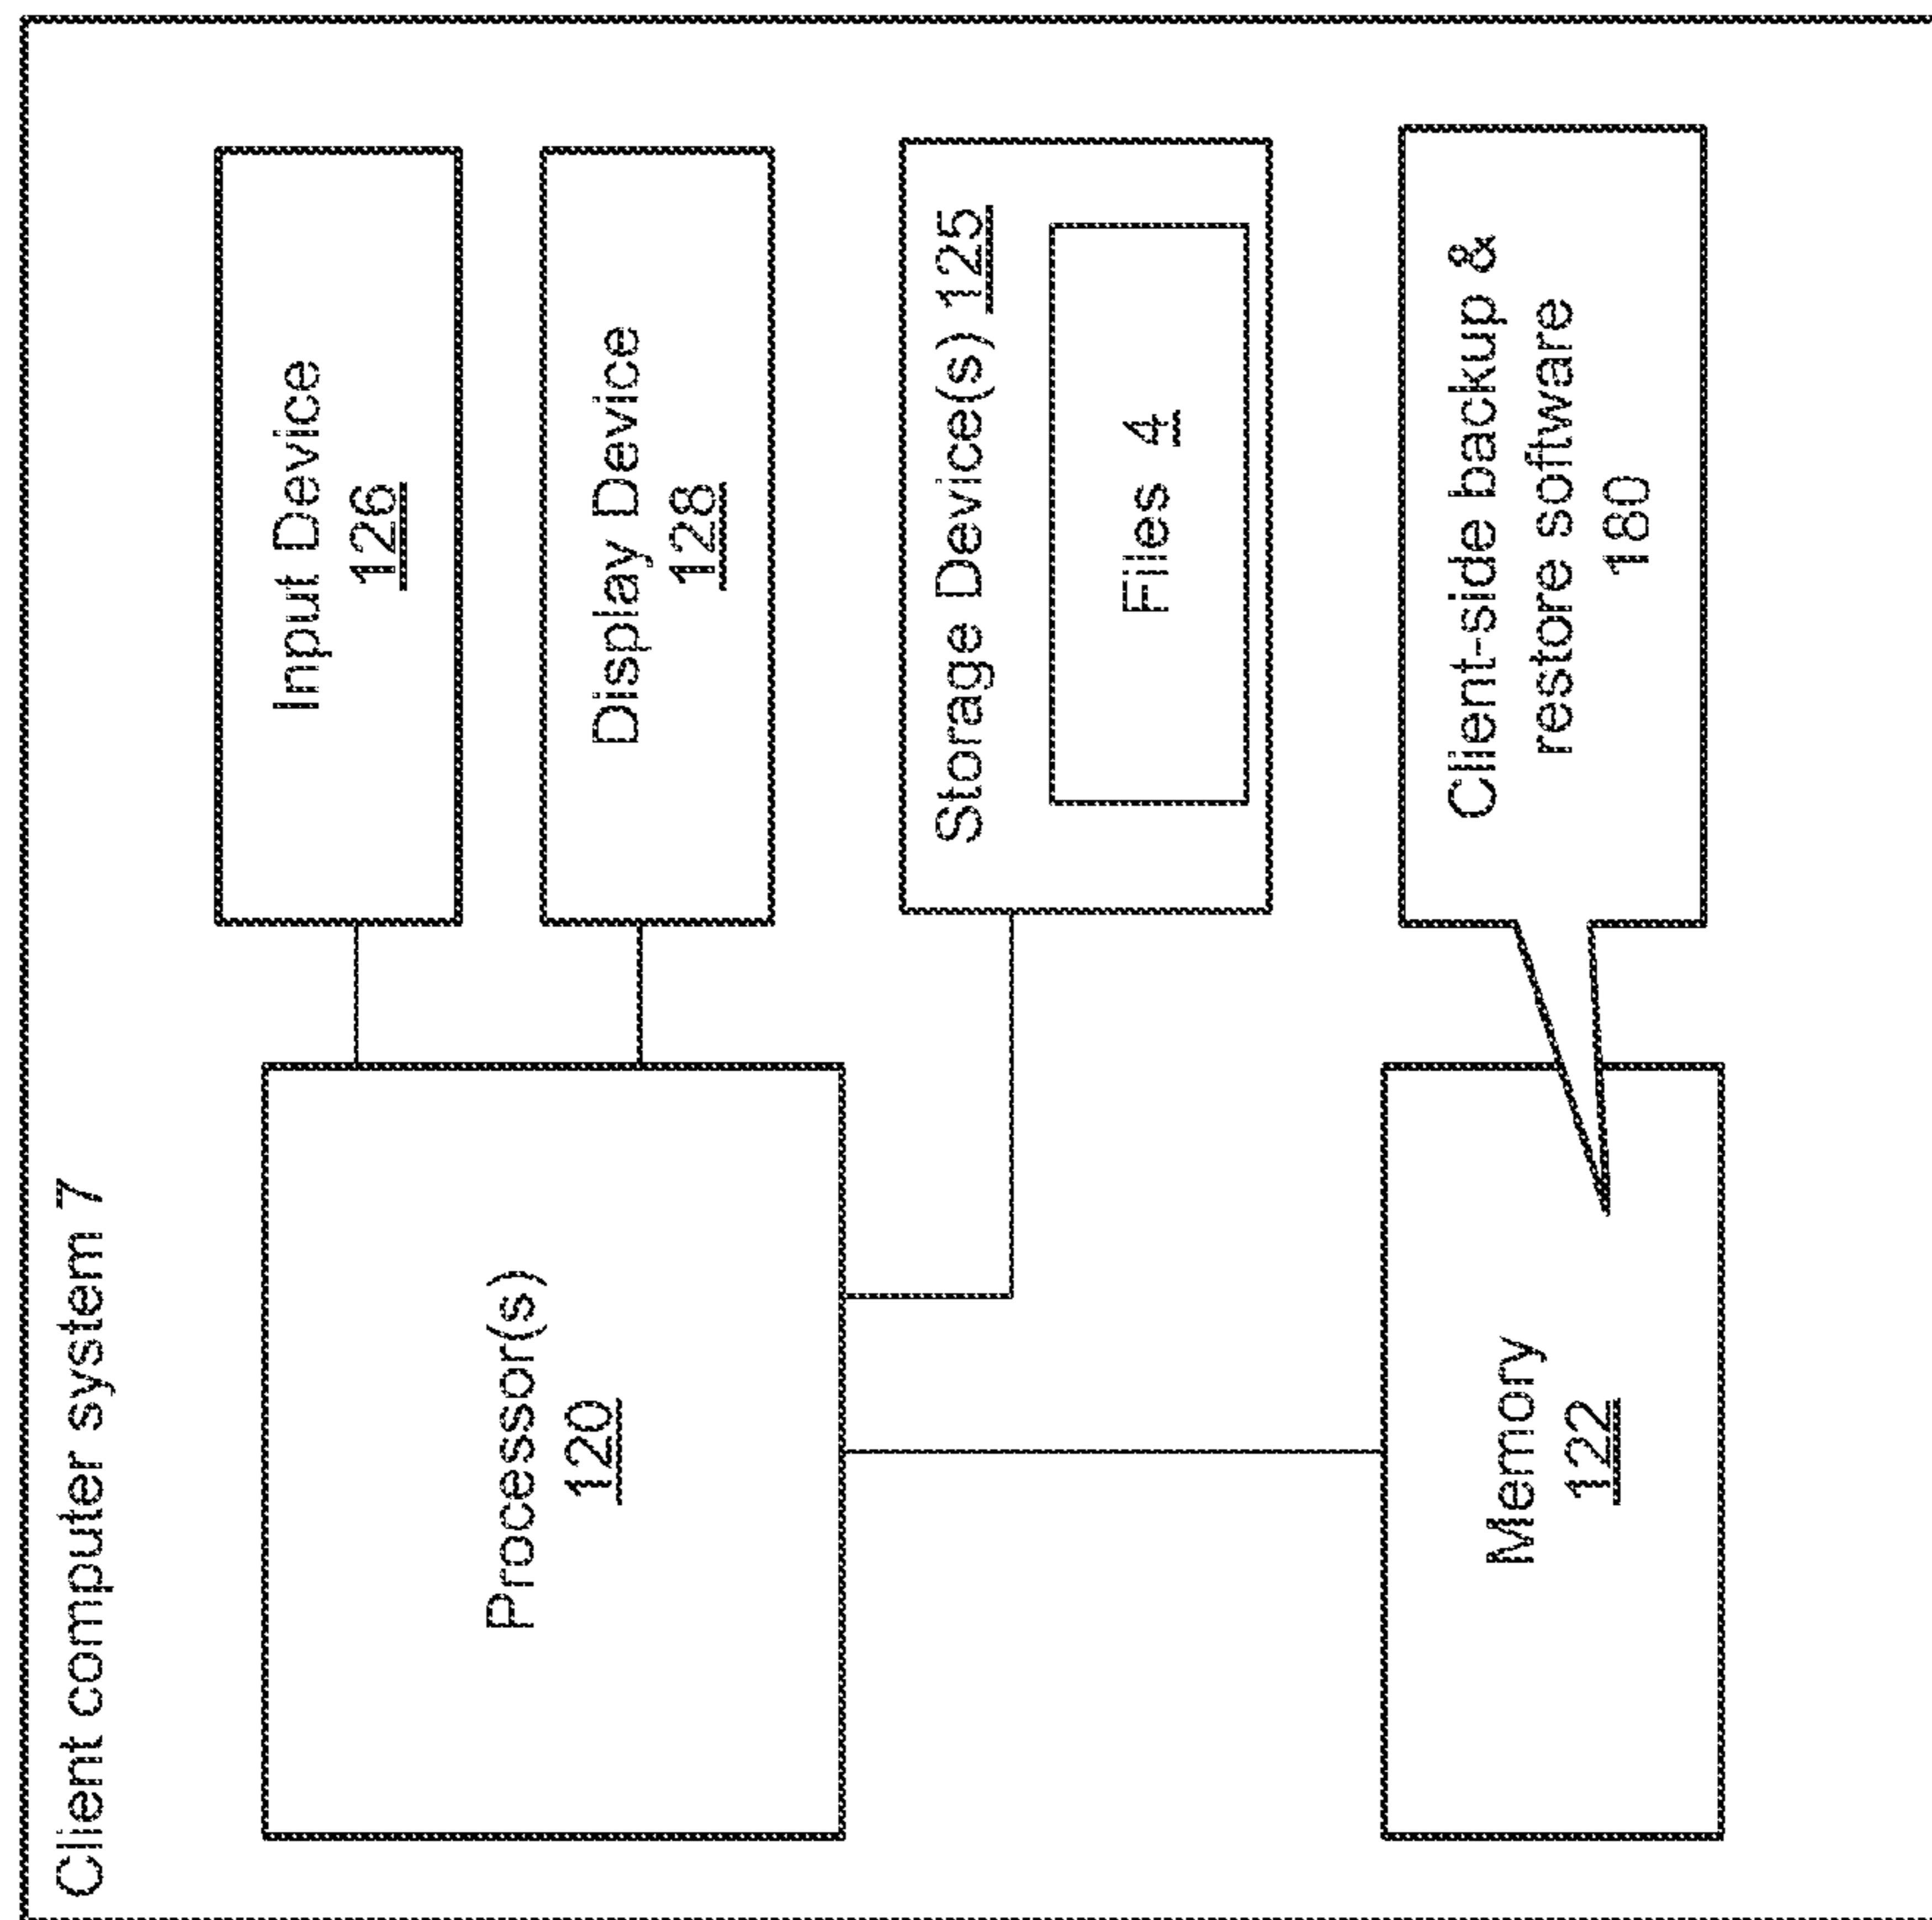 Client computer system 7
Processor(s)
120
Input Device
126
Display Device
128
Storage Device(s) 125
Files 4
Memory
122
Client-side backup &
restore software
180